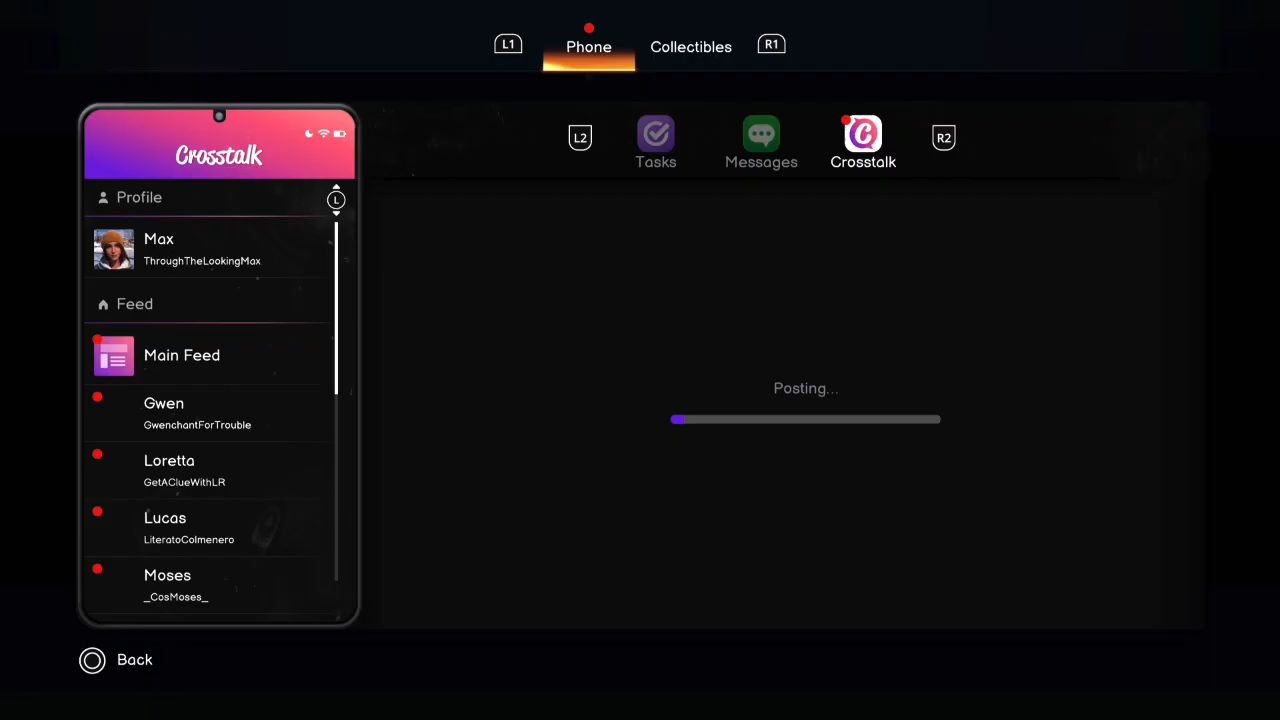 L1
Phone
Collectibles
R1
Crosstalk
L2
Tasks
Messages
Crosstalk
R2
Profile
L
Max
ThroughTheLookingMax
Feed
Main Feed
Gwen
GwenchantForTrouble
Loretta
GetAClueWithLR
Lucas
LiteratoColmenero
Moses
_CosMoses_
Posting...
Back